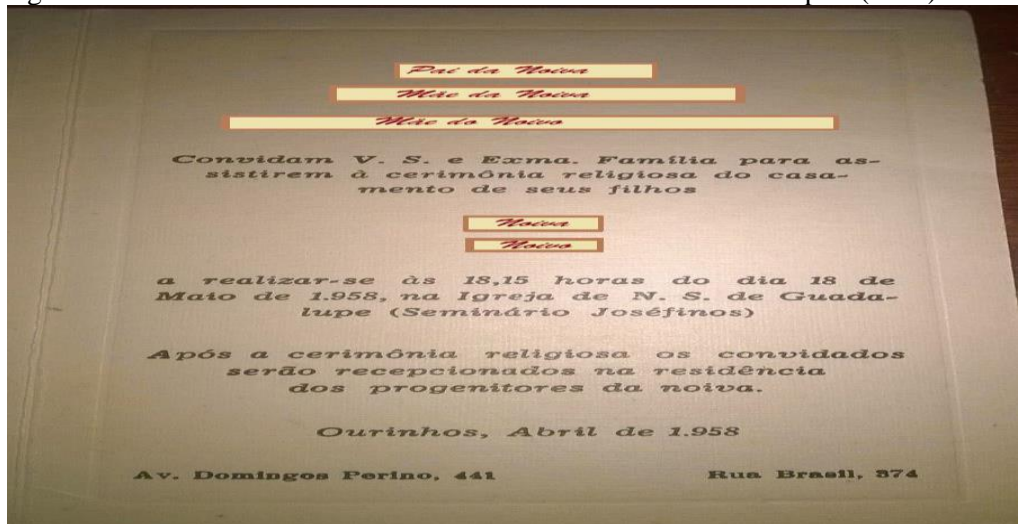 Pai da Noiva
Mãe da Noiva
Mãe do Noivo
Convidam V. S. e Exma. Família para as-
sistirem à cerimônia religiosa do casa-
mento de seus filhos
Noiva
Noivo
a realizar-se às 18,15 horas do dia 18 de
Maio de 1.958, na Igreja de N. S. de Guada-
lupe (Seminário Joséfinos)
Após a cerimônia religiosa os convidados
serão recepcionados na residência
dos progenitores da noiva.
Ourinhos, Abril de 1.958
Av. Domingos Perino, 441 Rua Brasil, 374